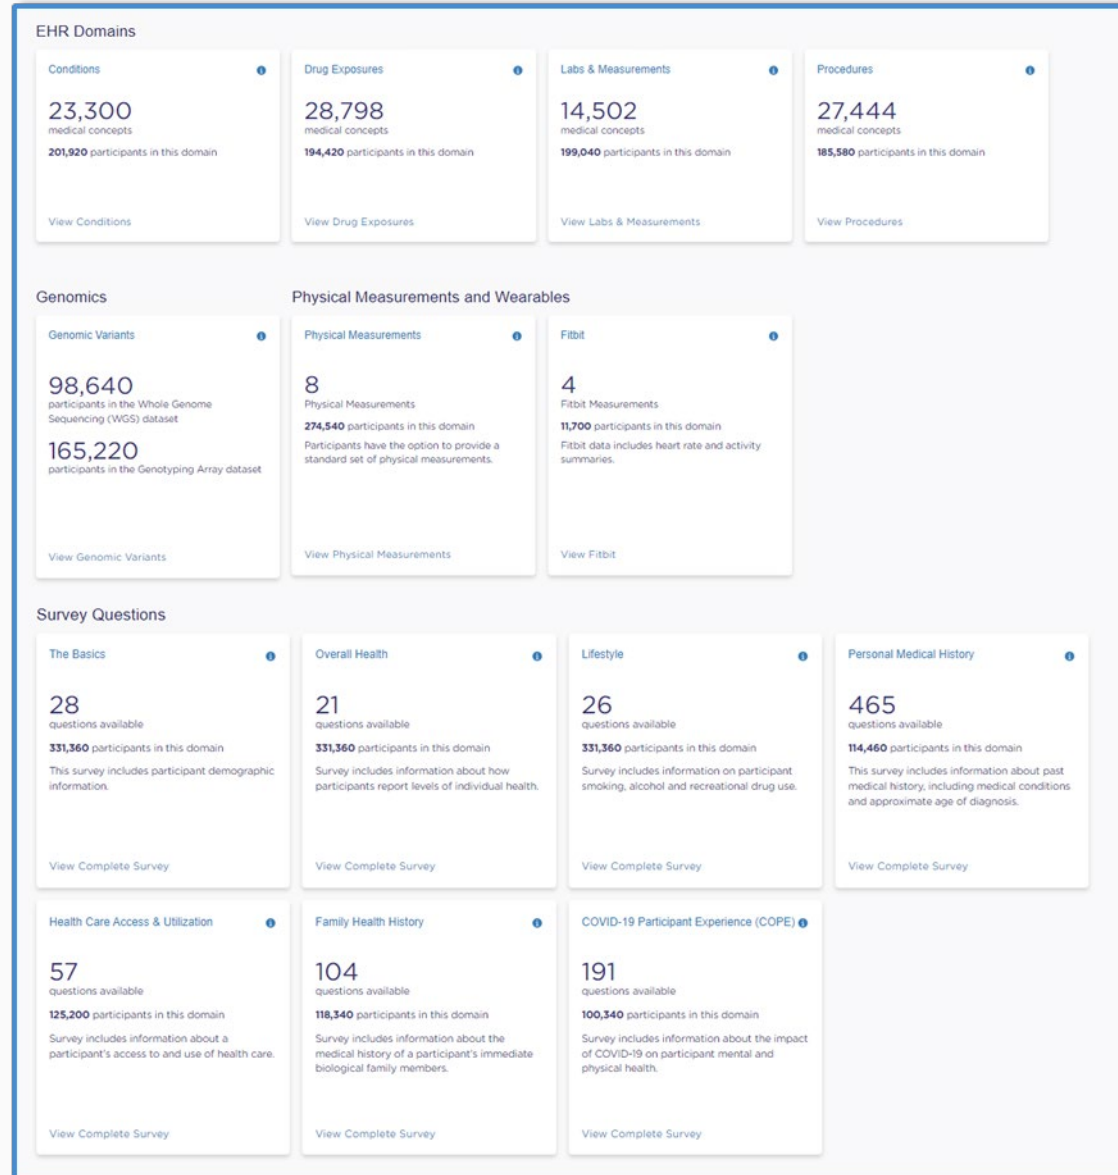 EHR Domains
Conditions
23,300
medical concepts
201,920 participants in this domain
View Conditions
Drug Exposures
28,798
medical concepts
194,420 participants in this domain
View Drug Exposures
Labs & Measurements
14,502
medical concepts
199,040 participants in this domain
View Labs & Measurements
Procedures
27,444
medical concepts
185,580 participants in this domain
View Procedures
Genomics
Genomic Variants
98,640
participants in the Whole Genome
Sequencing (WGS) dataset
165,220
participants in the Genotyping Array dataset
View Genomic Variants
Physical Measurements and Wearables
Physical Measurements
8
Physical Measurements
274,540 participants in this domain
Participants have the option to provide a
standard set of physical measurements.
View Physical Measurements
Fitbit
4
Fitbit Measurements
11,700 participants in this domain
Fitbit data includes heart rate and activity
summaries.
View Fitbit
Survey Questions
The Basics
28
questions available
331,360 participants in this domain
This survey includes participant demographic
information.
View Complete Survey
Overall Health
21
questions available
331,360 participants in this domain
Survey includes information about how
participants report levels of individual health.
View Complete Survey
Lifestyle
26
questions available
331,360 participants in this domain
Survey includes information on participant
smoking, alcohol and recreational drug use.
View Complete Survey
Personal Medical History
465
questions available
114,460 participants in this domain
This survey includes information about past
medical history, including medical conditions
and approximate age of diagnosis.
View Complete Survey
Health Care Access & Utilization
57
questions available
125,200 participants in this domain
Survey includes information about a
participant's access to and use of health care.
View Complete Survey
Family Health History
104
questions available
118,340 participants in this domain
Survey includes information about the
medical history of a participant's immediate
biological family members.
View Complete Survey
COVID-19 Participant Experience (COPE)
191
questions available
100,340 participants in this domain
Survey includes information about the impact
of COVID-19 on participant mental and
physical health.
View Complete Survey